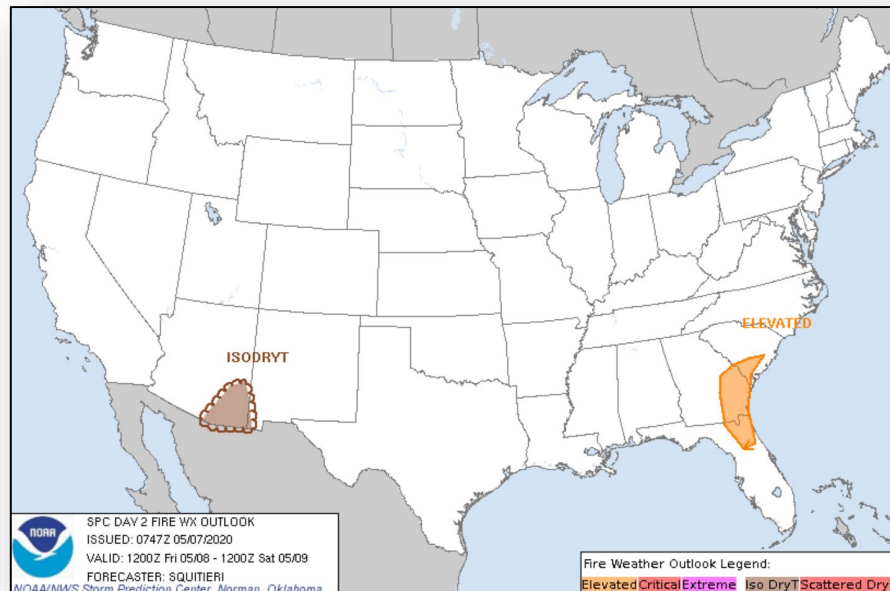 ELEVATED
ISODRYT
NOAA
SPC DAY 2 FIRE WX OUTLOOK
ISSUED: 0747Z 05/07/2020
VALID: 1200Z Fri 05/08 - 1200Z Sat 05/09
FORECASTER: SQUITIERI
NOAA/NWS Storm Prediction Center, Norman, Oklahoma
Fire Weather Outlook Legend:
Elevated Critical Extreme Iso DryT Scattered Dry